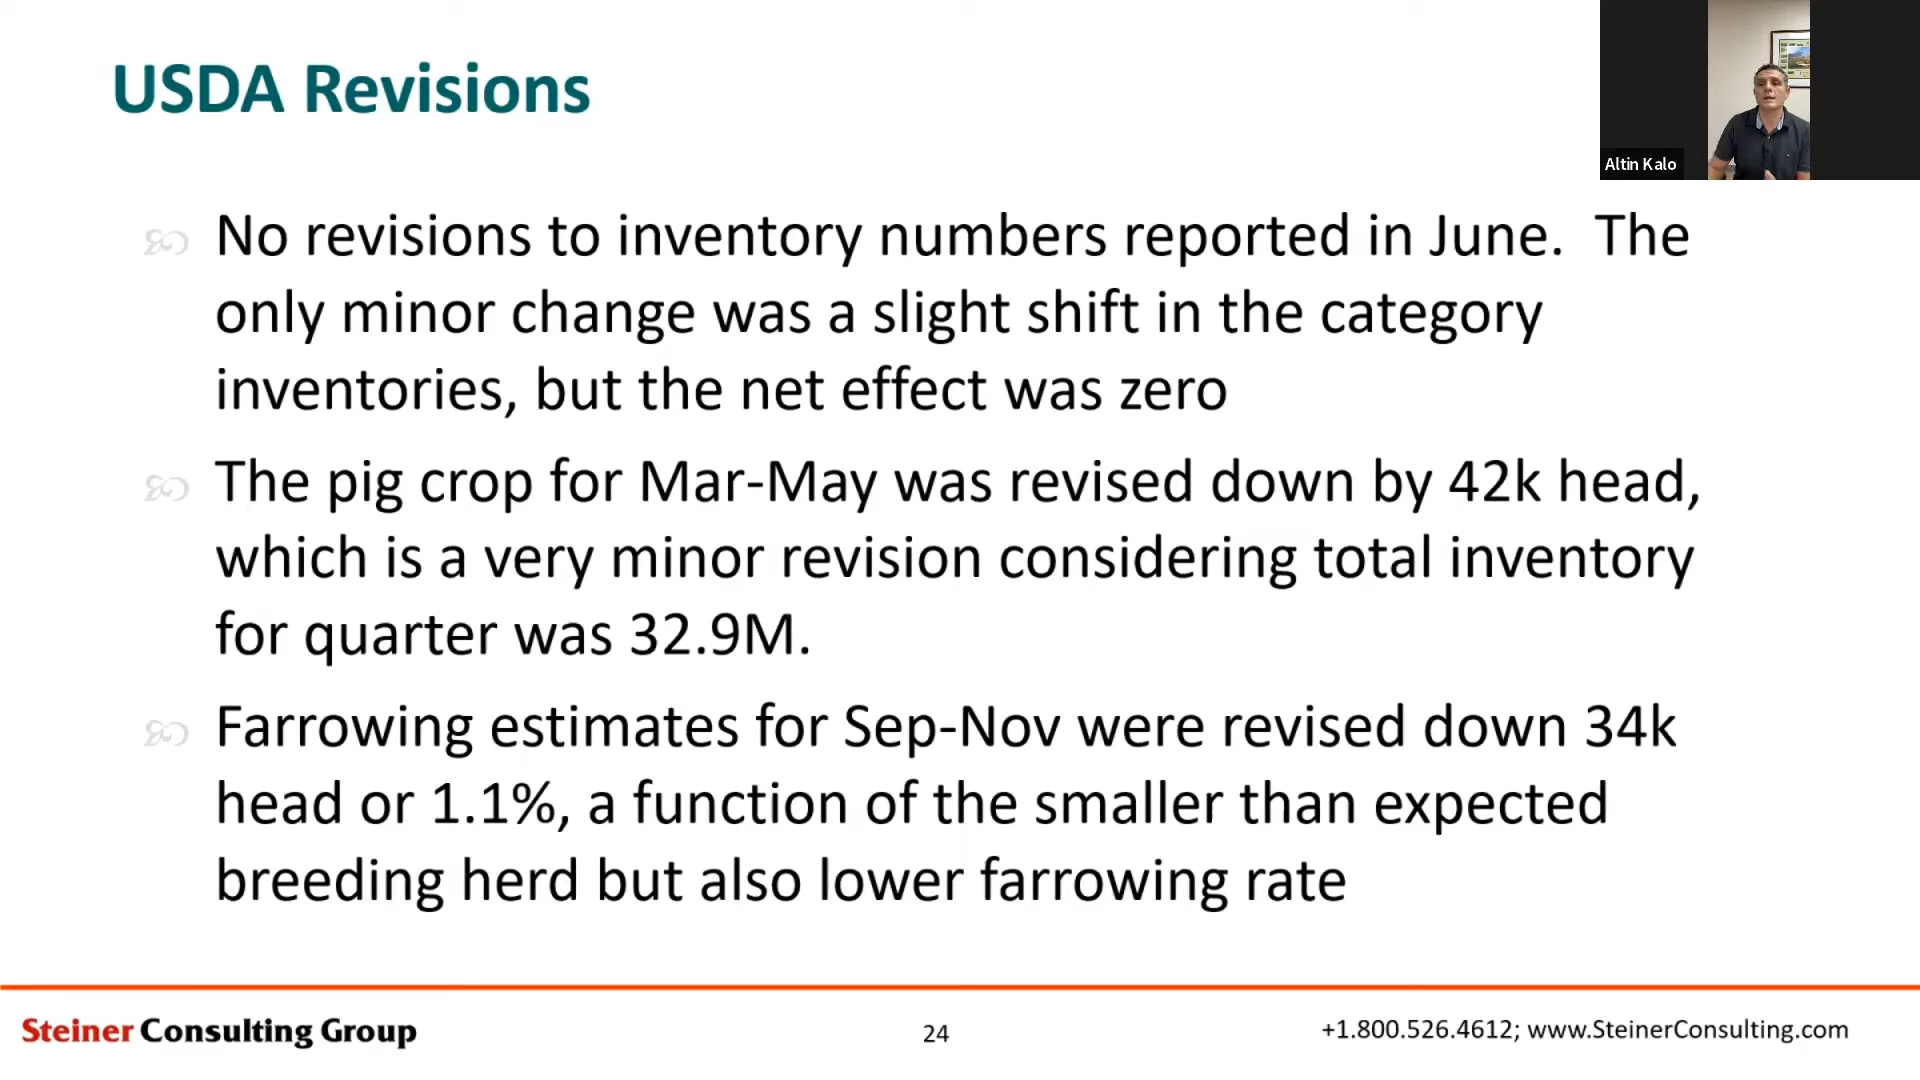 USDA Revisions
Altin Kalo
No revisions to inventory numbers reported in June.  The
only minor change was a slight shift in the category
inventories, but the net effect was zero
The pig crop for Mar-May was revised down by 42k head,
which is a very minor revision considering total inventory
for quarter was 32.9M.
Farrowing estimates for Sep-Nov were revised down 34k
head or 1.1%, a function of the smaller than expected
breeding herd but also lower farrowing rate
Steiner Consulting Group
24
+1.800.526.4612; www.SteinerConsulting.com